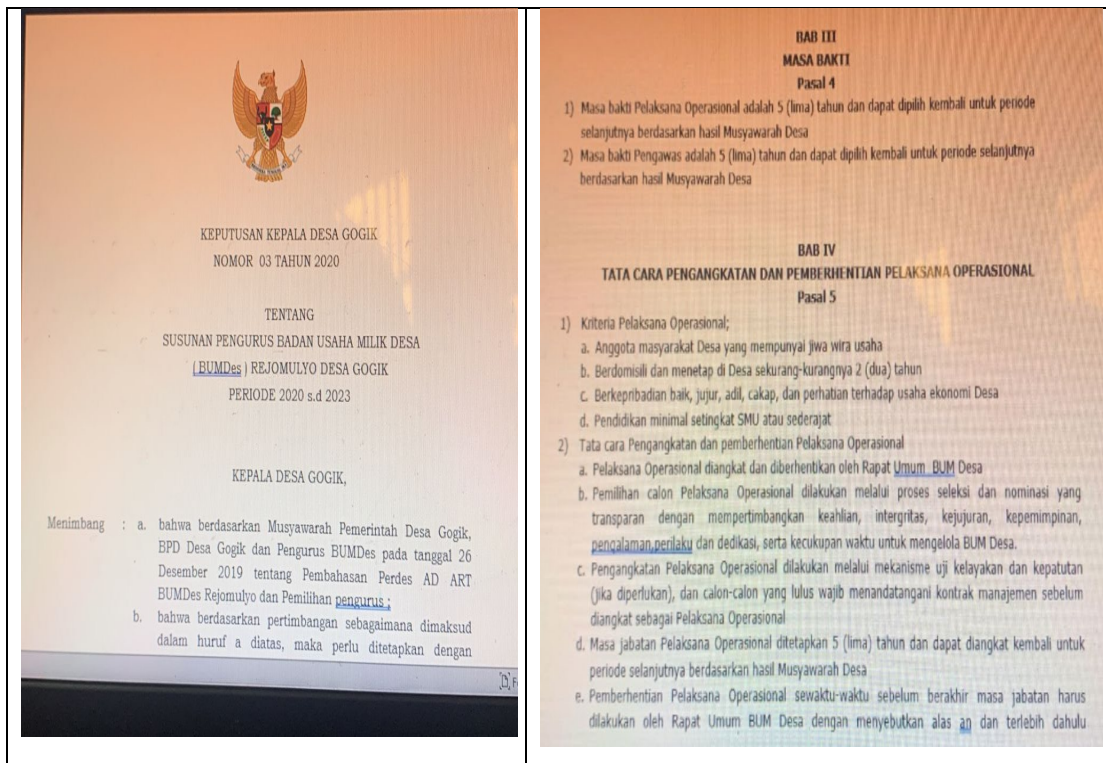 KEPUTUSAN KEPALA DESA GOGIK
NOMOR 03 TAHUN 2020
TENTANG
SUSUNAN PENGURUS BADAN USAHA MILIK DESA
( BUMDes ) REJOMULYO DESA GOGIK
PERIODE 2020 s.d 2023
KEPALA DESA GOGIK,
Menimbang : a. bahwa berdasarkan Musyawarah Pemerintah Desa Gogik,
BPD Desa Gogik dan Pengurus BUMDes pada tanggal 26
Desember 2019 tentang Pembahasan Perdes AD ART
BUMDes Rejomulyo dan Pemilihan pengurus ;
b. bahwa berdasarkan pertimbangan sebagaimana dimaksud
dalam huruf a diatas, maka perlu ditetapkan dengan
BAB III
MASA BAKTI
Pasal 4
1) Masa bakti Pelaksana Operasional adalah 5 (lima) tahun dan dapat dipilih kembali untuk periode
selanjutnya berdasarkan hasil Musyawarah Desa
2) Masa bakti Pengawas adalah 5 (lima) tahun dan dapat dipilih kembali untuk periode selanjutnya
berdasarkan hasil Musyawarah Desa
BAB IV
TATA CARA PENGANGKATAN DAN PEMBERHENTIAN PELAKSANA OPERASIONAL
Pasal 5
1) Kriteria Pelaksana Operasional;
a. Anggota masyarakat Desa yang mempunyai jiwa wira usaha
b. Berdomisili dan menetap di Desa sekurang-kurangnya 2 (dua) tahun
c. Berkepribadian baik, jujur, adil, cakap, dan perhatian terhadap usaha ekonomi Desa
d. Pendidikan minimal setingkat SMU atau sederajat
2) Tata cara Pengangkatan dan pemberhentian Pelaksana Operasional
a. Pelaksana Operasional diangkat dan diberhentikan oleh Rapat Umum BUM Desa
b. Pemilihan calon Pelaksana Operasional dilakukan melalui proses seleksi dan nominasi yang
transparan dengan mempertimbangkan keahlian, intergritas, kejujuran, kepemimpinan,
pengalaman,perilaku dan dedikasi, serta kecukupan waktu untuk mengelola BUM Desa.
c. Pengangkatan Pelaksana Operasional dilakukan melalui mekanisme uji kelayakan dan kepatutan
(jika diperlukan), dan calon-calon yang lulus wajib menandatangani kontrak manajemen sebelum
diangkat sebagai Pelaksana Operasional
d. Masa jabatan Pelaksana Operasional ditetapkan 5 (lima) tahun dan dapat diangkat kembali untuk
periode selanjutnya berdasarkan hasil Musyawarah Desa
e. Pemberhentian Pelaksana Operasional sewaktu-waktu sebelum berakhir masa jabatan harus
dilakukan oleh Rapat Umum BUM Desa dengan menyebutkan alas an dan terlebih dahulu